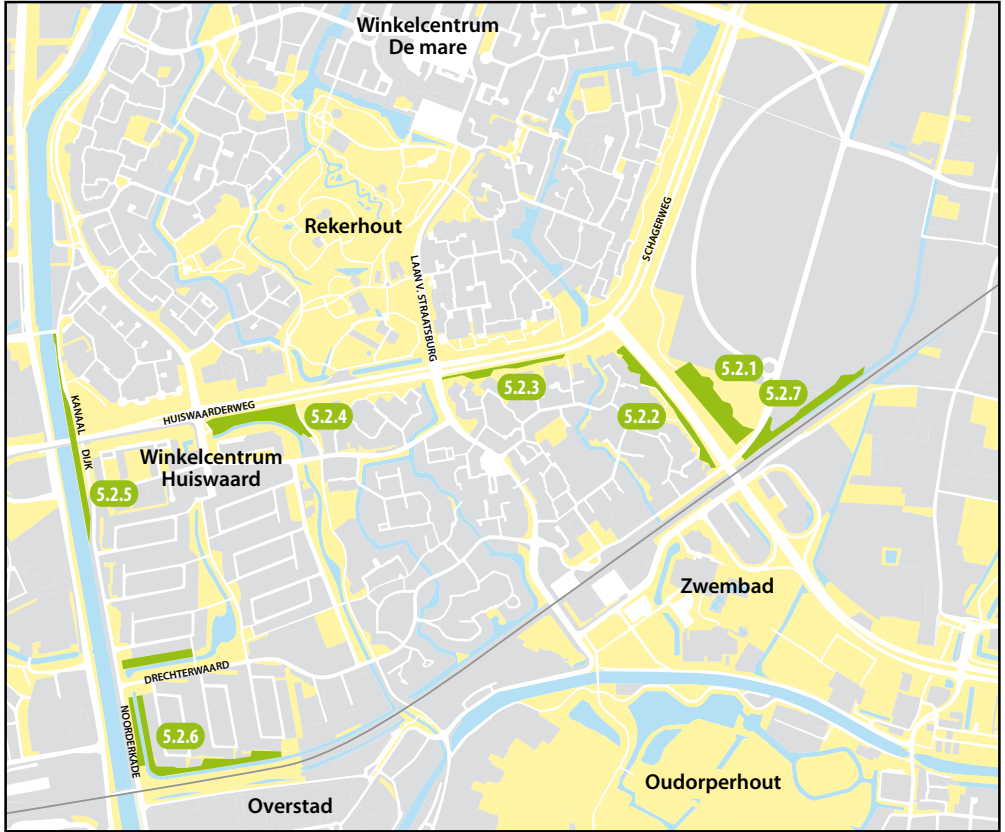 Winkelcentrum
De mare
Rekerhout
SCHAGERWEG
LAAN V. STRAATSBURG
5.2.1
5.2.7
5.2.3
5.2.2
HUISWAARDERWEG
5.2.4
KANAAL DIJK
Winkelcentrum
Huiswaard
5.2.5
Zwembad
DRECHTERWAARD
NOORDERKADE
5.2.6
Oudorperhout
Overstad